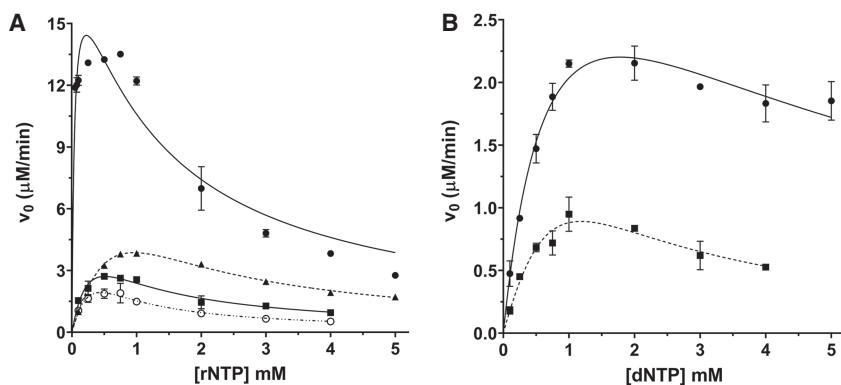 A
15
12
9
6
3
0
v₀ (μM/min)
0 1 2 3 4 5
[rNTP] mM
B
2.5
2.0
1.5
1.0
0.5
0.0
v₀ (μM/min)
0 1 2 3 4 5
[dNTP] mM